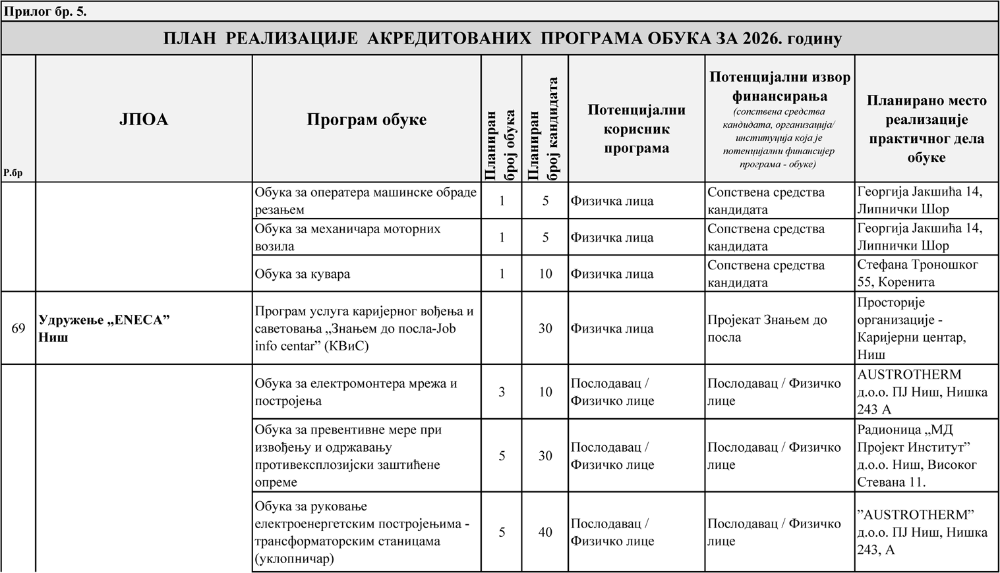 Прилог бр. 5.
ПЛАН РЕАЛИЗАЦИЈЕ АКРЕДИТОВАНИХ ПРОГРАМА ОБУКА ЗА 2026. годину
Р.бр
ЈПОА
Програм обуке
Планиран
број обука
Планиран
број кандидата
Потенцијални
корисник
програма
Потенцијални извор
финансирања
(сопствена средства
кандидата, организација/
институција која је
потенцијални финансијер
програма - обуке)
Планирано место
реализације
практичног дела
обуке
Обука за оператера машинске обраде
резањем
1
5
Физичка лица
Сопствена средства
кандидата
Георгија Јакшића 14,
Липнички Шор
Обука за механичара моторних
возила
1
5
Физичка лица
Сопствена средства
кандидата
Георгија Јакшића 14,
Липнички Шор
Обука за кувара
1
10
Физичка лица
Сопствена средства
кандидата
Стефана Троношког
55, Коренита
69
Удружење „ENECA”
Ниш
Програм услуга каријерног вођења и
саветовања „Знањем до посла-Job
info centar” (КВиС)
30
Физичка лица
Пројекат Знањем до
посла
Просторије
организације -
Каријерни центар,
Ниш
Обука за електромонтера мрежа и
постројења
3
10
Послодавац /
Физичко лице
Послодавац / Физичко
лице
AUSTROTHERM
д.о.о. ПЈ Ниш, Нишка
243 А
Обука за превентивне мере при
извођењу и одржавању
противексплозијски заштићене
опреме
5
30
Послодавац /
Физичко лице
Послодавац / Физичко
лице
Радионица „МД
Пројект Институт”
д.о.о. Ниш, Високог
Стевана 11.
Обука за руковање
електроенергетским постројењима -
трансформаторским станицама
(уклопничар)
5
40
Послодавац /
Физичко лице
Послодавац / Физичко
лице
”AUSTROTHERM”
д.о.о. ПЈ Ниш, Нишка
243, А